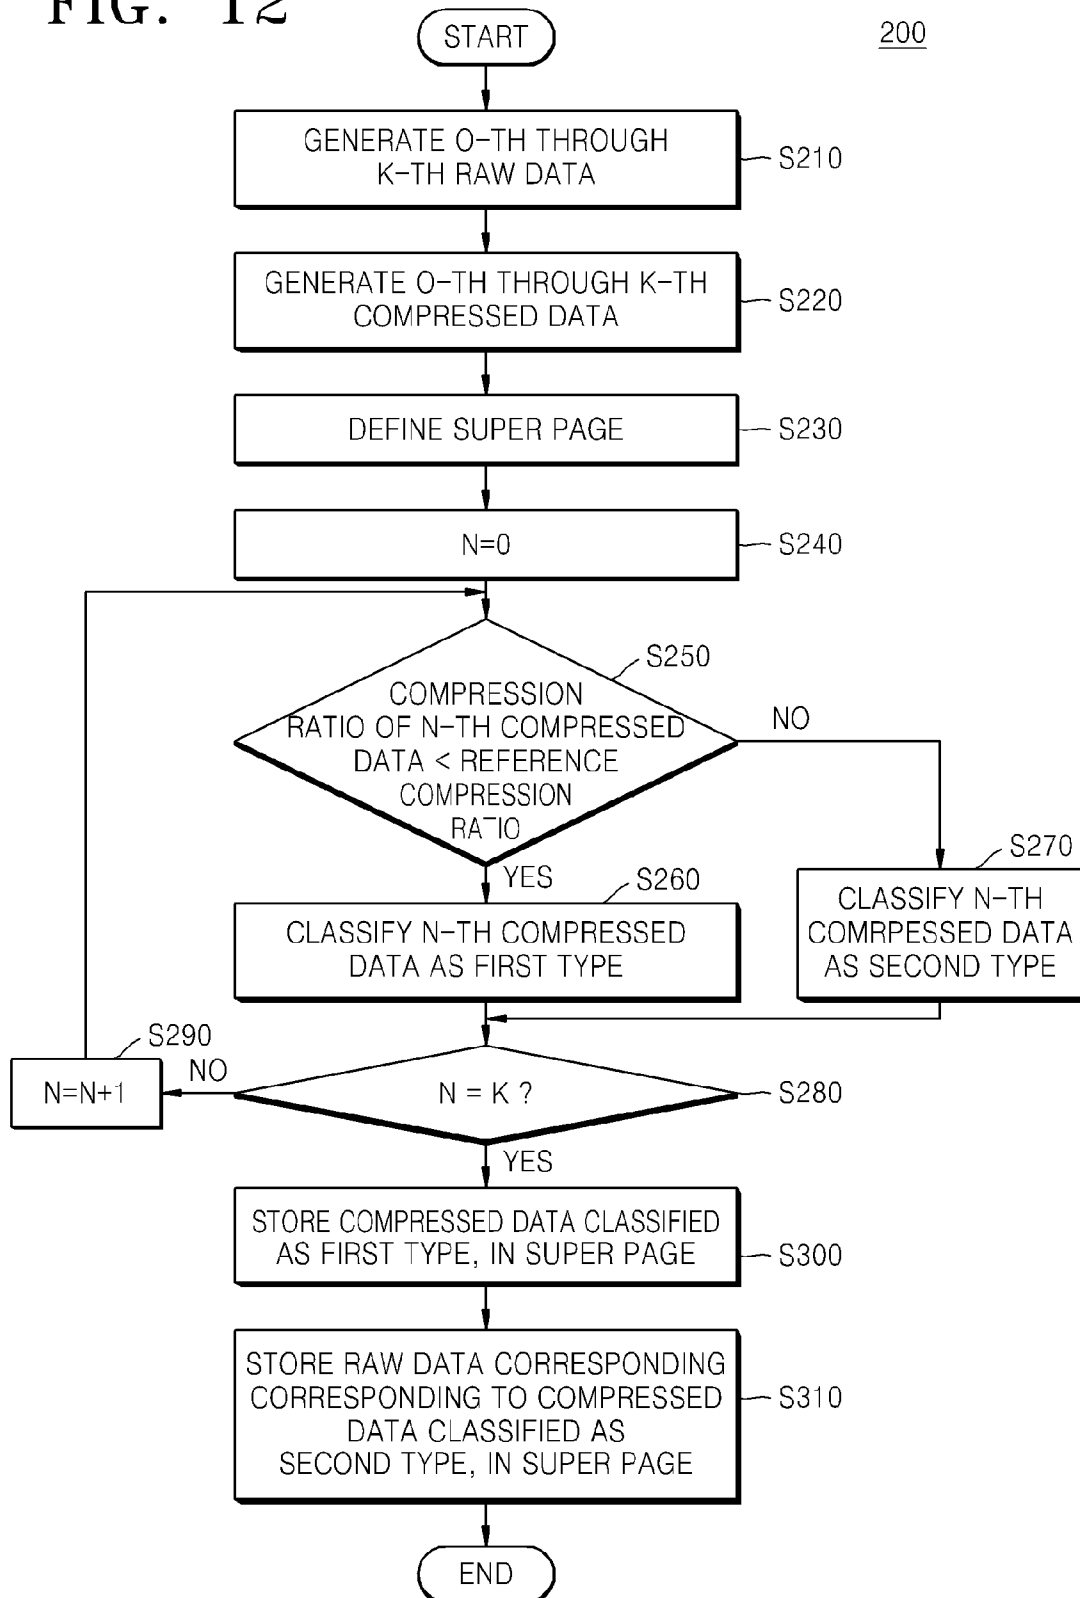 FIG. 12
START
200
GENERATE O-TH THROUGH
K-TH RAW DATA
S210
GENERATE O-TH THROUGH K-TH
COMPRESSED DATA
S220
DEFINE SUPER PAGE
S230
N=0
S240
S250
COMPRESSION
RATIO OF N-TH COMPRESSED
DATA < REFERENCE
COMPRESSION
RATIO
NO
YES
S260
CLASSIFY N-TH COMPRESSED
DATA AS FIRST TYPE
S270
CLASSIFY N-TH
COMRPESSED DATA
AS SECOND TYPE
S290
N=N+1
NO
N = K ?
S280
YES
STORE COMPRESSED DATA CLASSIFIED
AS FIRST TYPE, IN SUPER PAGE
S300
STORE RAW DATA CORRESPONDING
CORRESPONDING TO COMPRESSED
DATA CLASSIFIED AS
SECOND TYPE, IN SUPER PAGE
S310
END